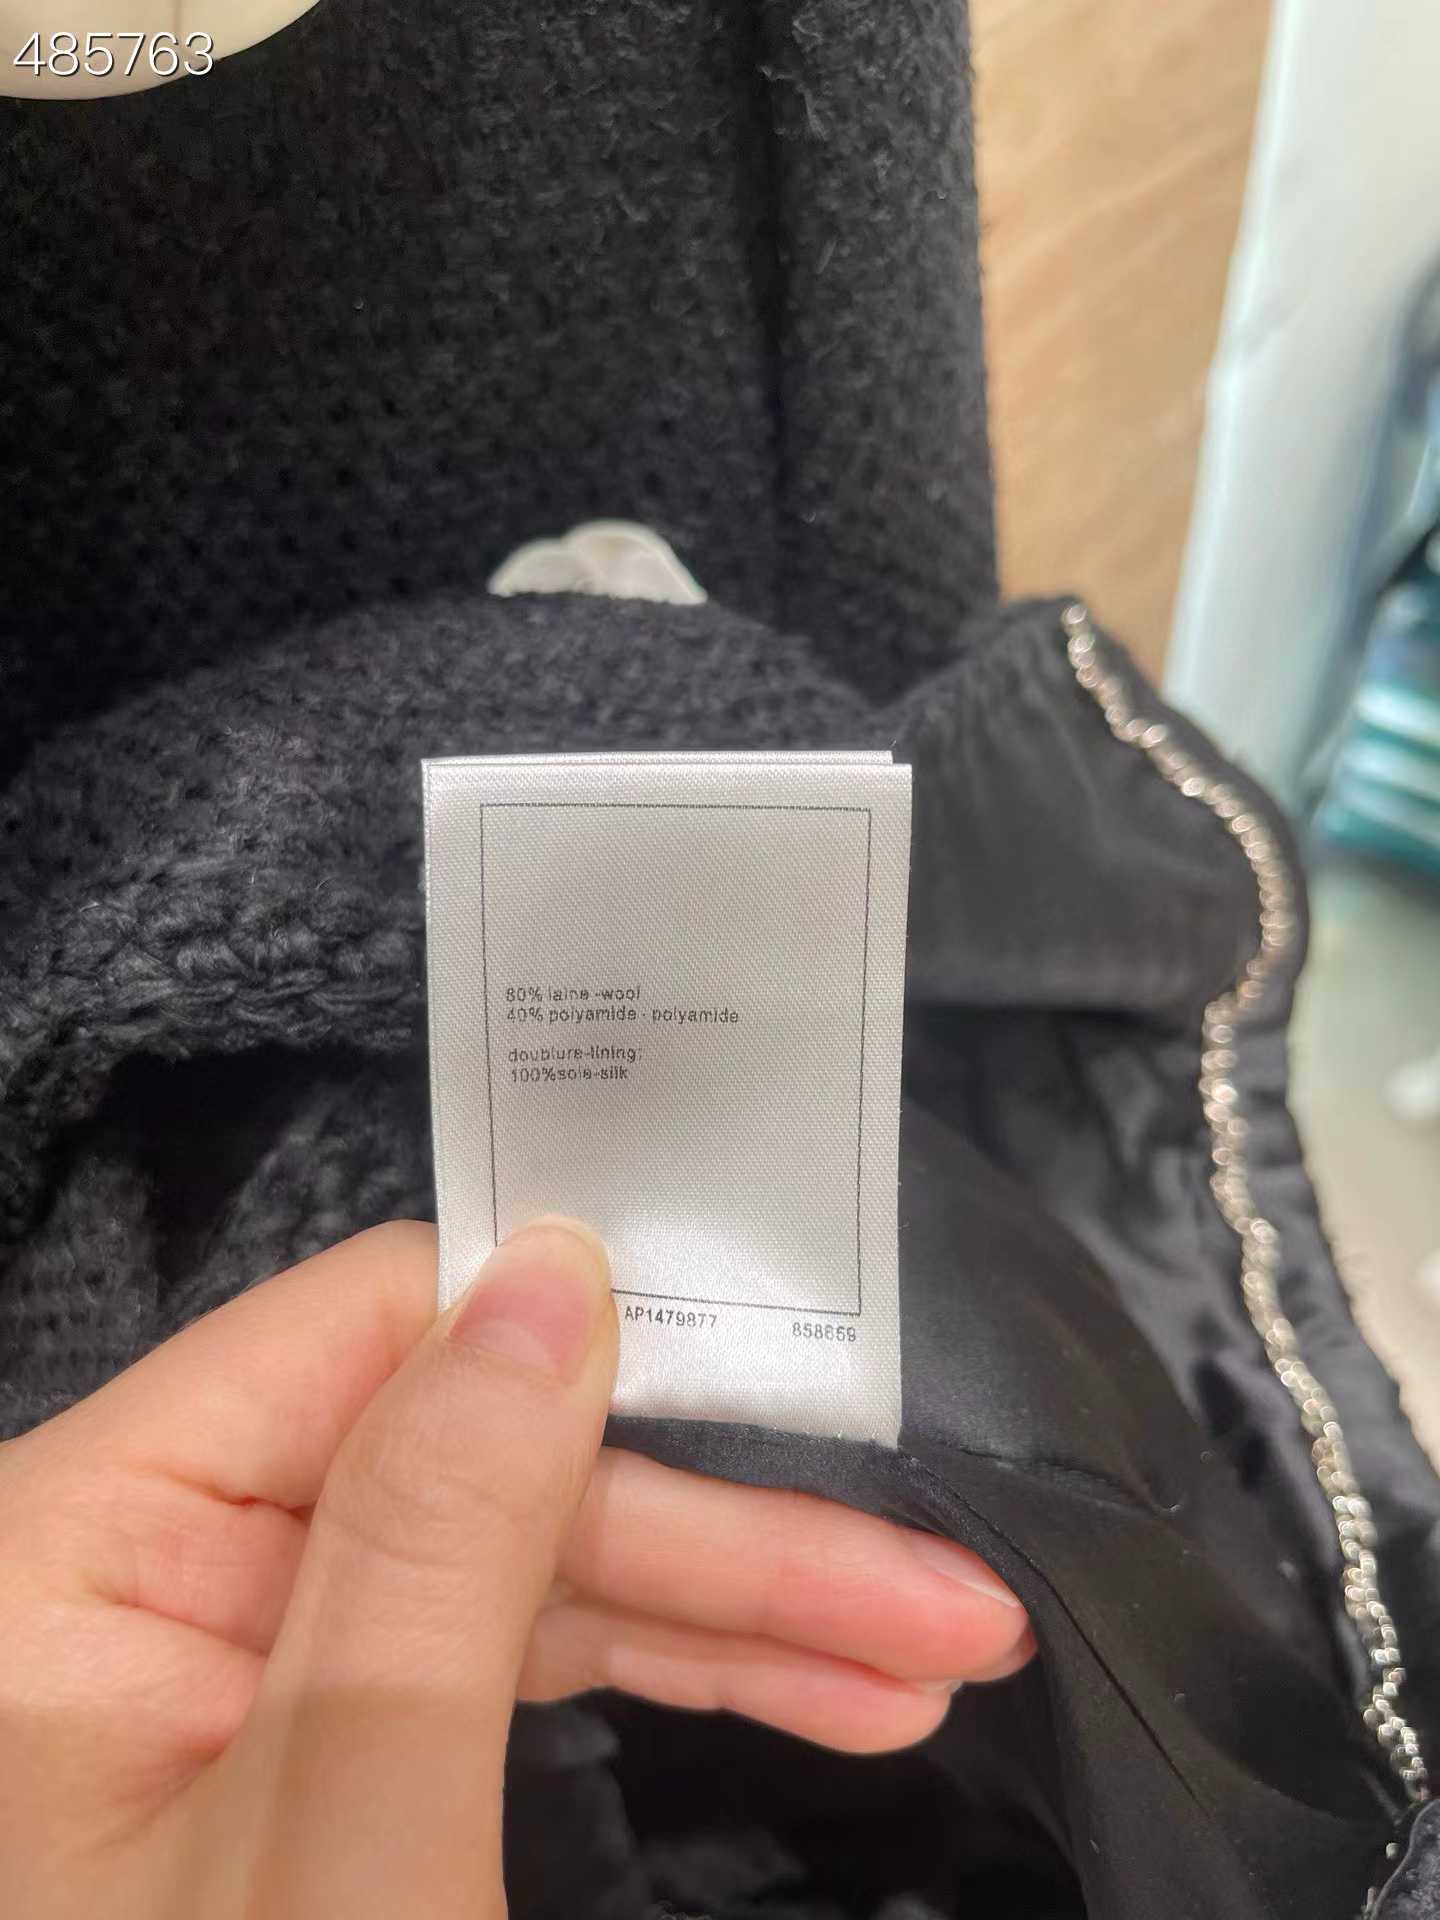 485763
80% laine -wool
40% polyamide - polyamide
doublure-lining:
100%soie-silk
AP1479877
858659